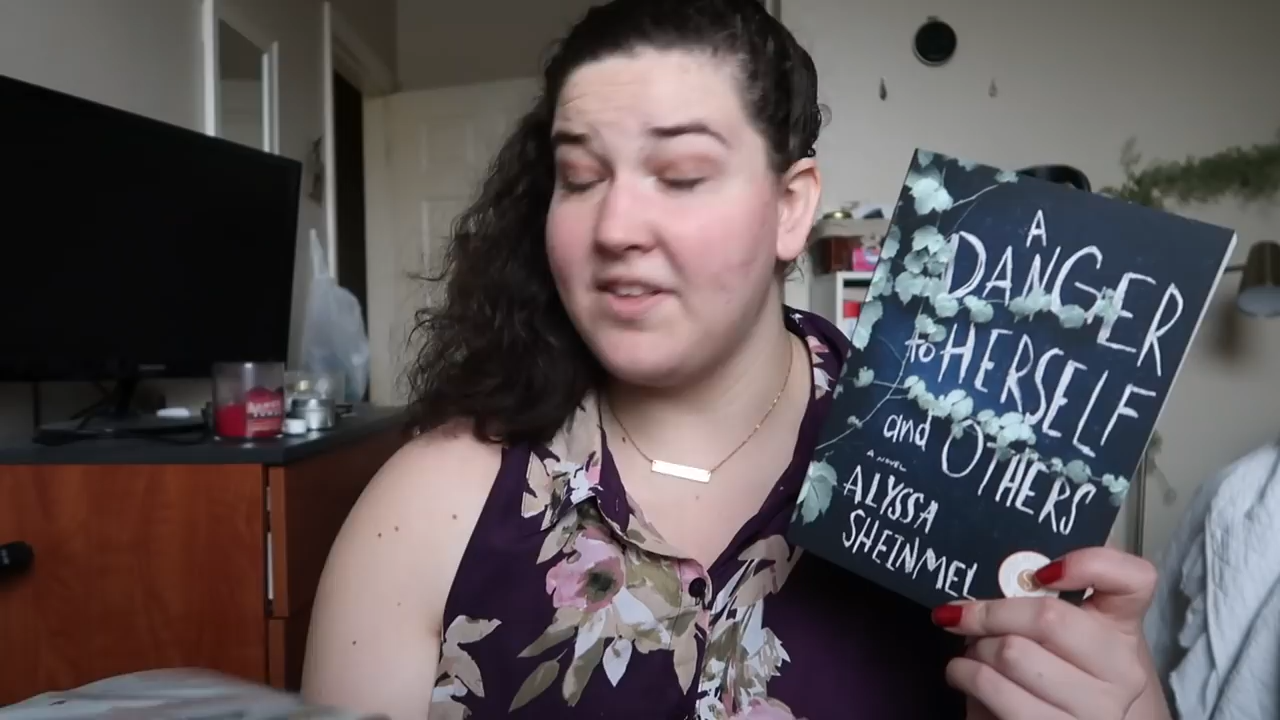 A
DANGER
to HERSELF
and OTHERS
A NOVEL
ALYSSA
SHEINMEL